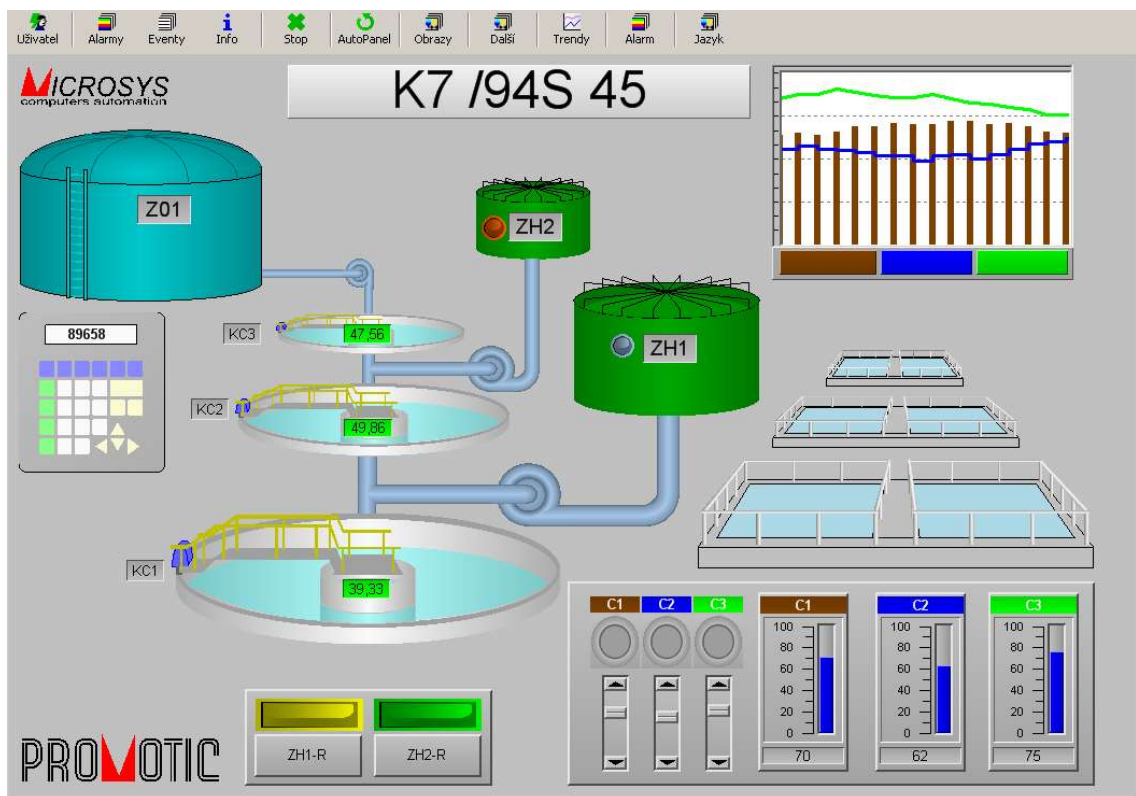 Uživatel Alarmy Eventy Info Stop AutoPanel Obrazy Další Trendy Alarm Jazyk
MICROSYS
computers automation
K7 /94S 45
Z01
ZH2
ZH1
89658
KC3
47,56
KC2
49,86
KC1
39,33
C1 C2 C3
C1
100
80
60
40
20
0
70
C2
100
80
60
40
20
0
62
C3
100
80
60
40
20
0
75
ZH1-R ZH2-R
PROMOTIC